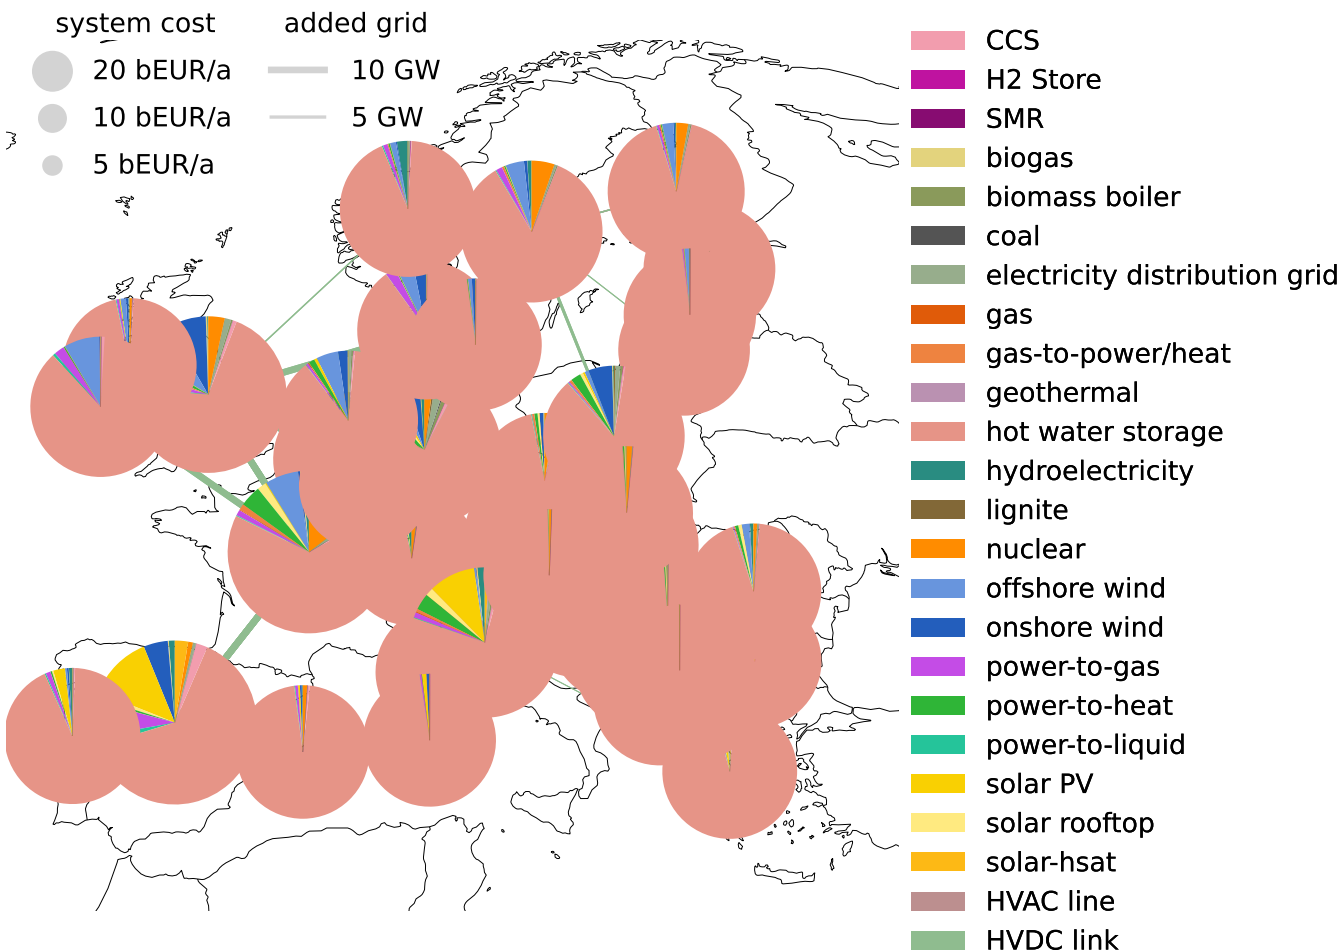 system cost
20 bEUR/a
10 bEUR/a
5 bEUR/a
added grid
10 GW
5 GW
CCS
H2 Store
SMR
biogas
biomass boiler
coal
electricity distribution grid
gas
gas-to-power/heat
geothermal
hot water storage
hydroelectricity
lignite
nuclear
offshore wind
onshore wind
power-to-gas
power-to-heat
power-to-liquid
solar PV
solar rooftop
solar-hsat
HVAC line
HVDC link